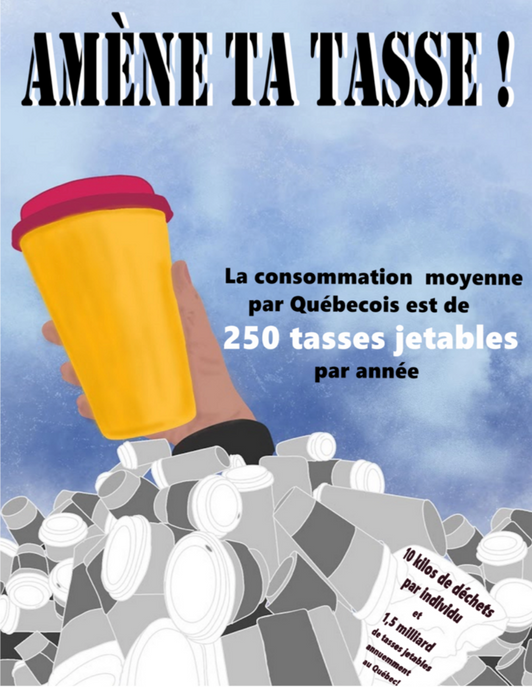 AMÈNE TA TASSE !
La consommation moyenne
par Québecois est de
250 tasses jetables
par année
10 kilos de déchets
par individu
et
1,5 milliard
de tasses jetables
annuemment
au Québec!